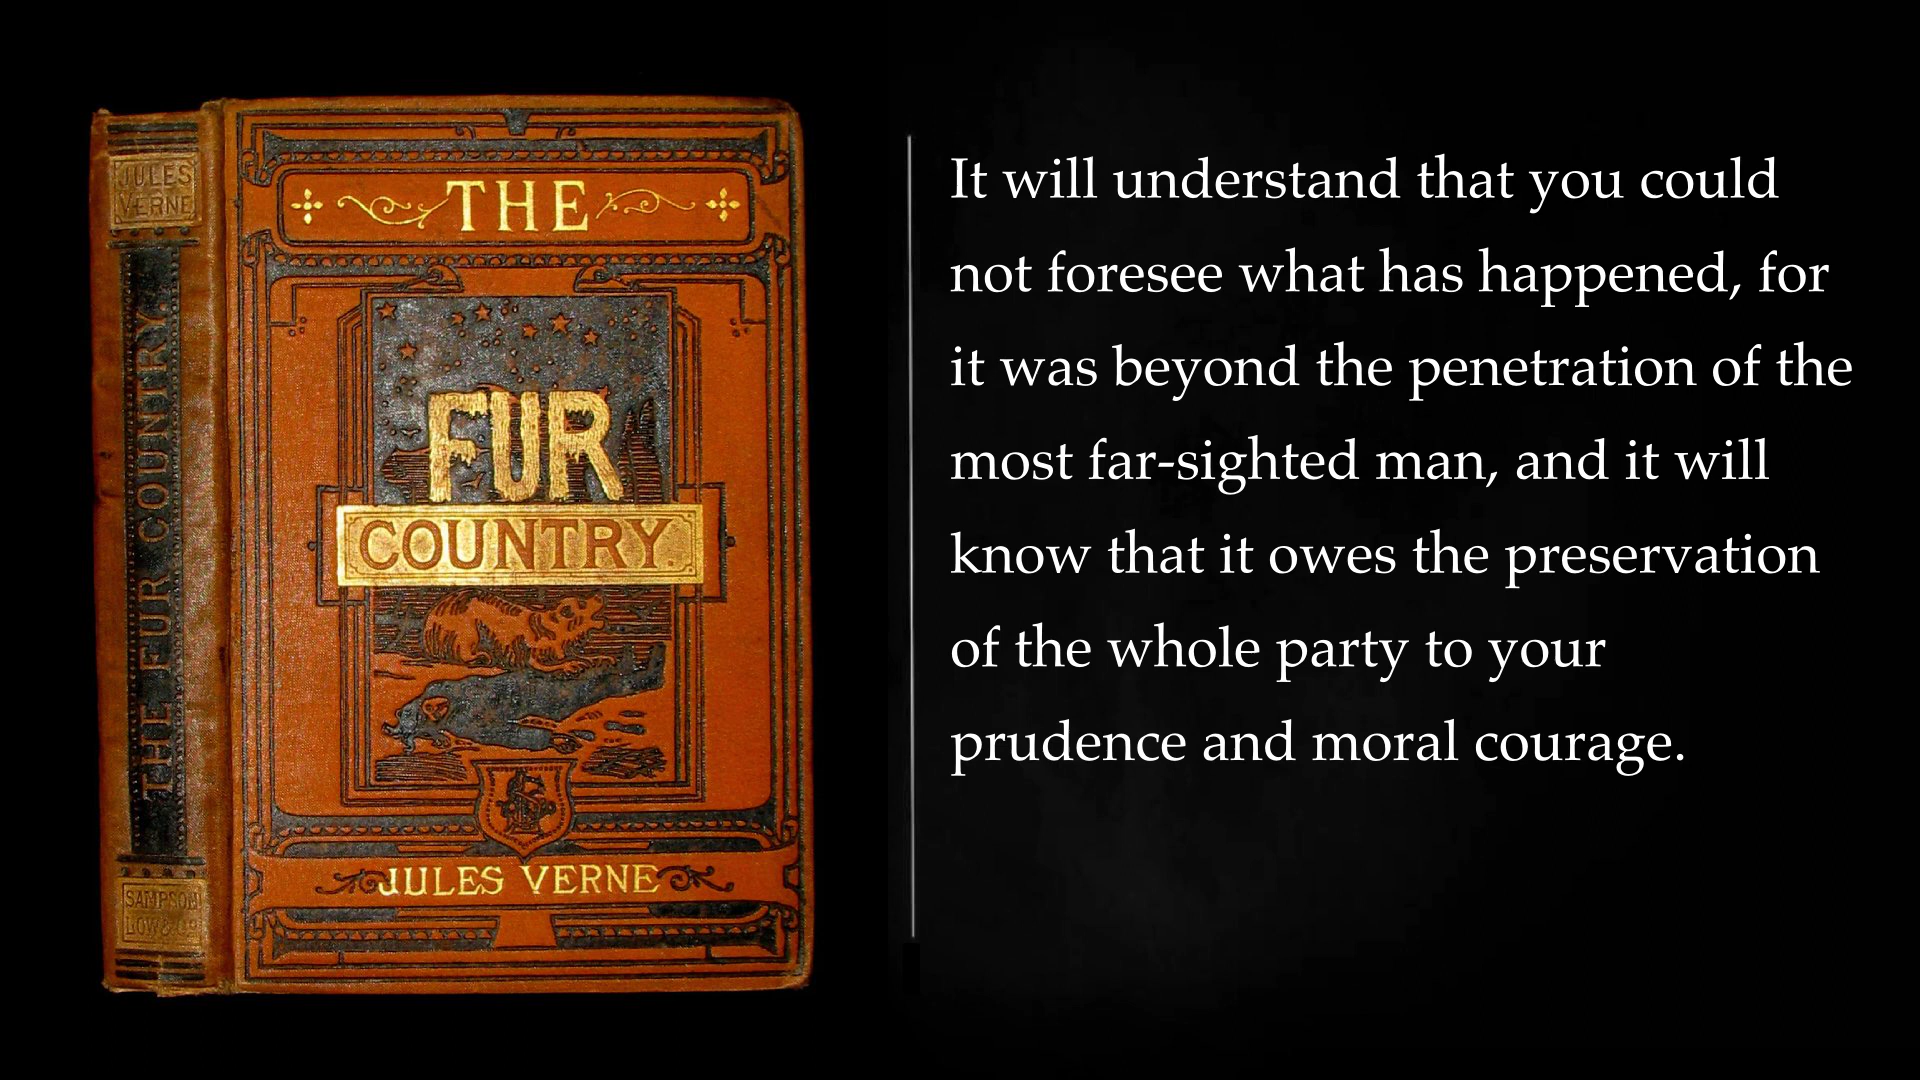 JULES
VERNE
THE FUR COUNTRY.
SAMPSON
LOW & Co
THE
FUR
COUNTRY.
JULES VERNE
It will understand that you could
not foresee what has happened, for
it was beyond the penetration of the
most far-sighted man, and it will
know that it owes the preservation
of the whole party to your
prudence and moral courage.